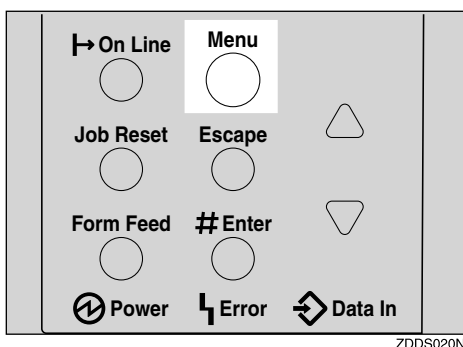 On Line Menu
Job Reset Escape
Form Feed # Enter
Power Error Data In
ZDDS020N